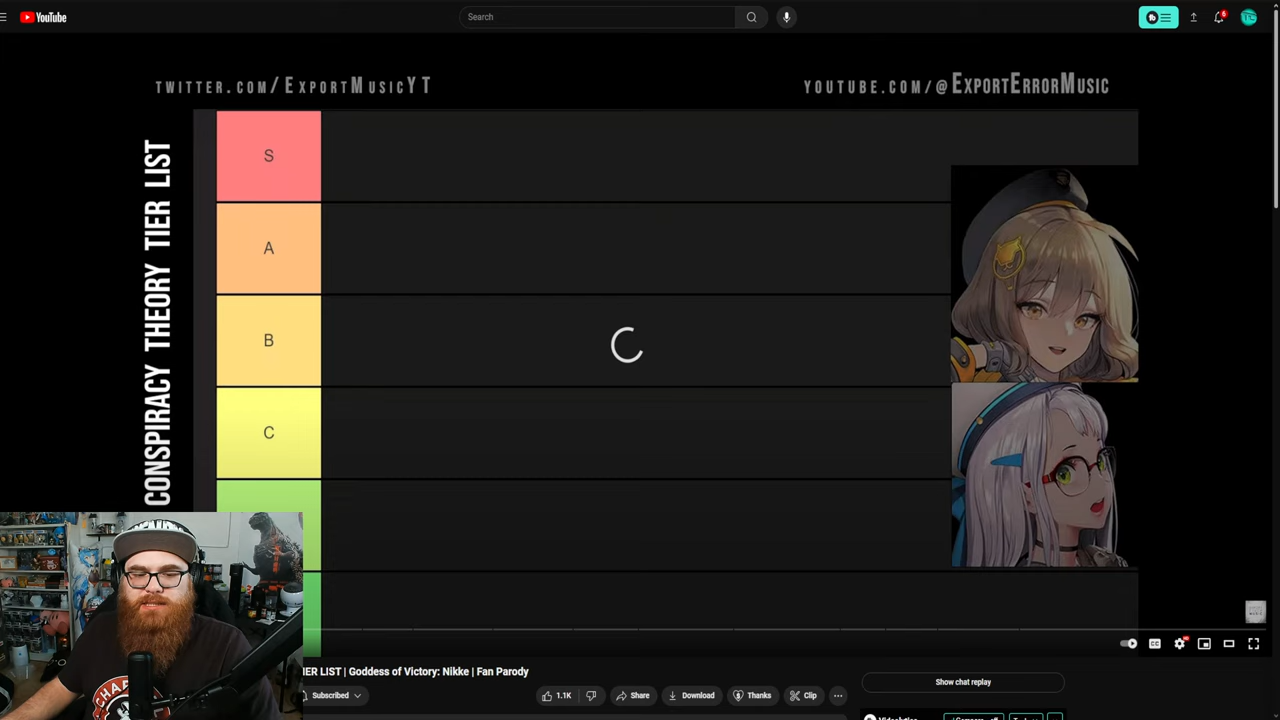 YouTube
Search
6
TWITTER.COM/EXPORTMUSICYT
YOUTUBE.COM/@EXPORTERRORMUSIC
CONSPIRACY THEORY TIER LIST
S
A
B
C
IER LIST | Goddess of Victory: Nikke | Fan Parody
Subscribed
1.1K
Share
Download
Thanks
Clip
Show chat replay